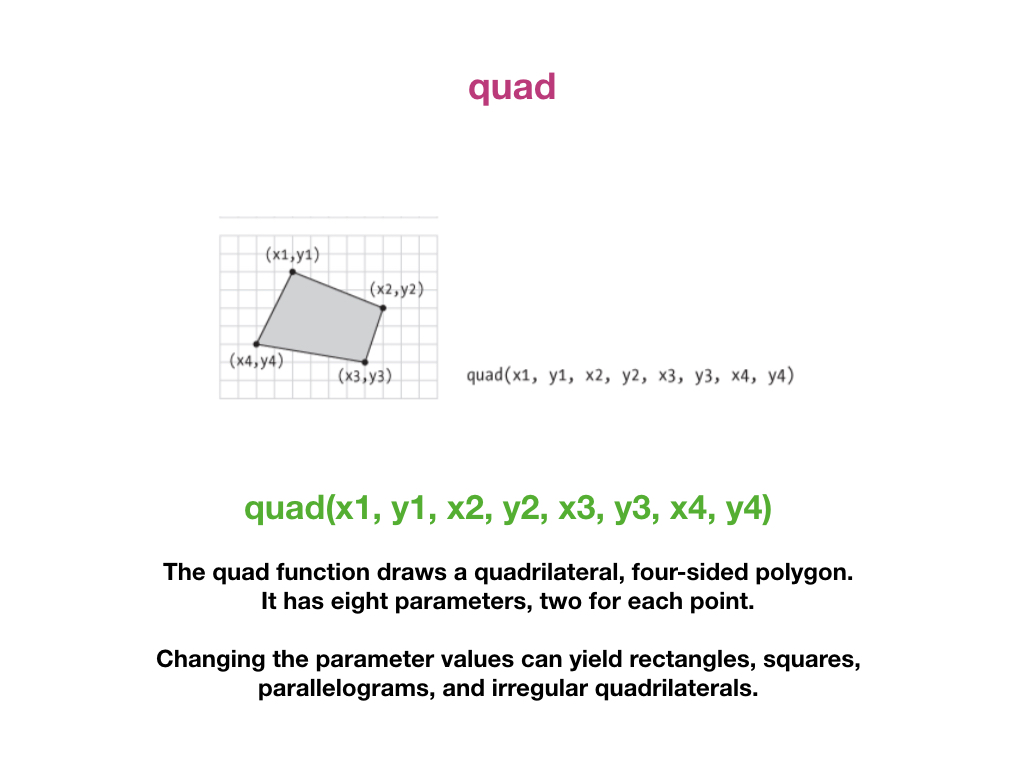 quad
(x1,y1)
(x2,y2)
(x4,y4)
(x3,y3)
quad(x1, y1, x2, y2, x3, y3, x4, y4)
quad(x1, y1, x2, y2, x3, y3, x4, y4)
The quad function draws a quadrilateral, four-sided polygon.
It has eight parameters, two for each point.
Changing the parameter values can yield rectangles, squares,
parallelograms, and irregular quadrilaterals.